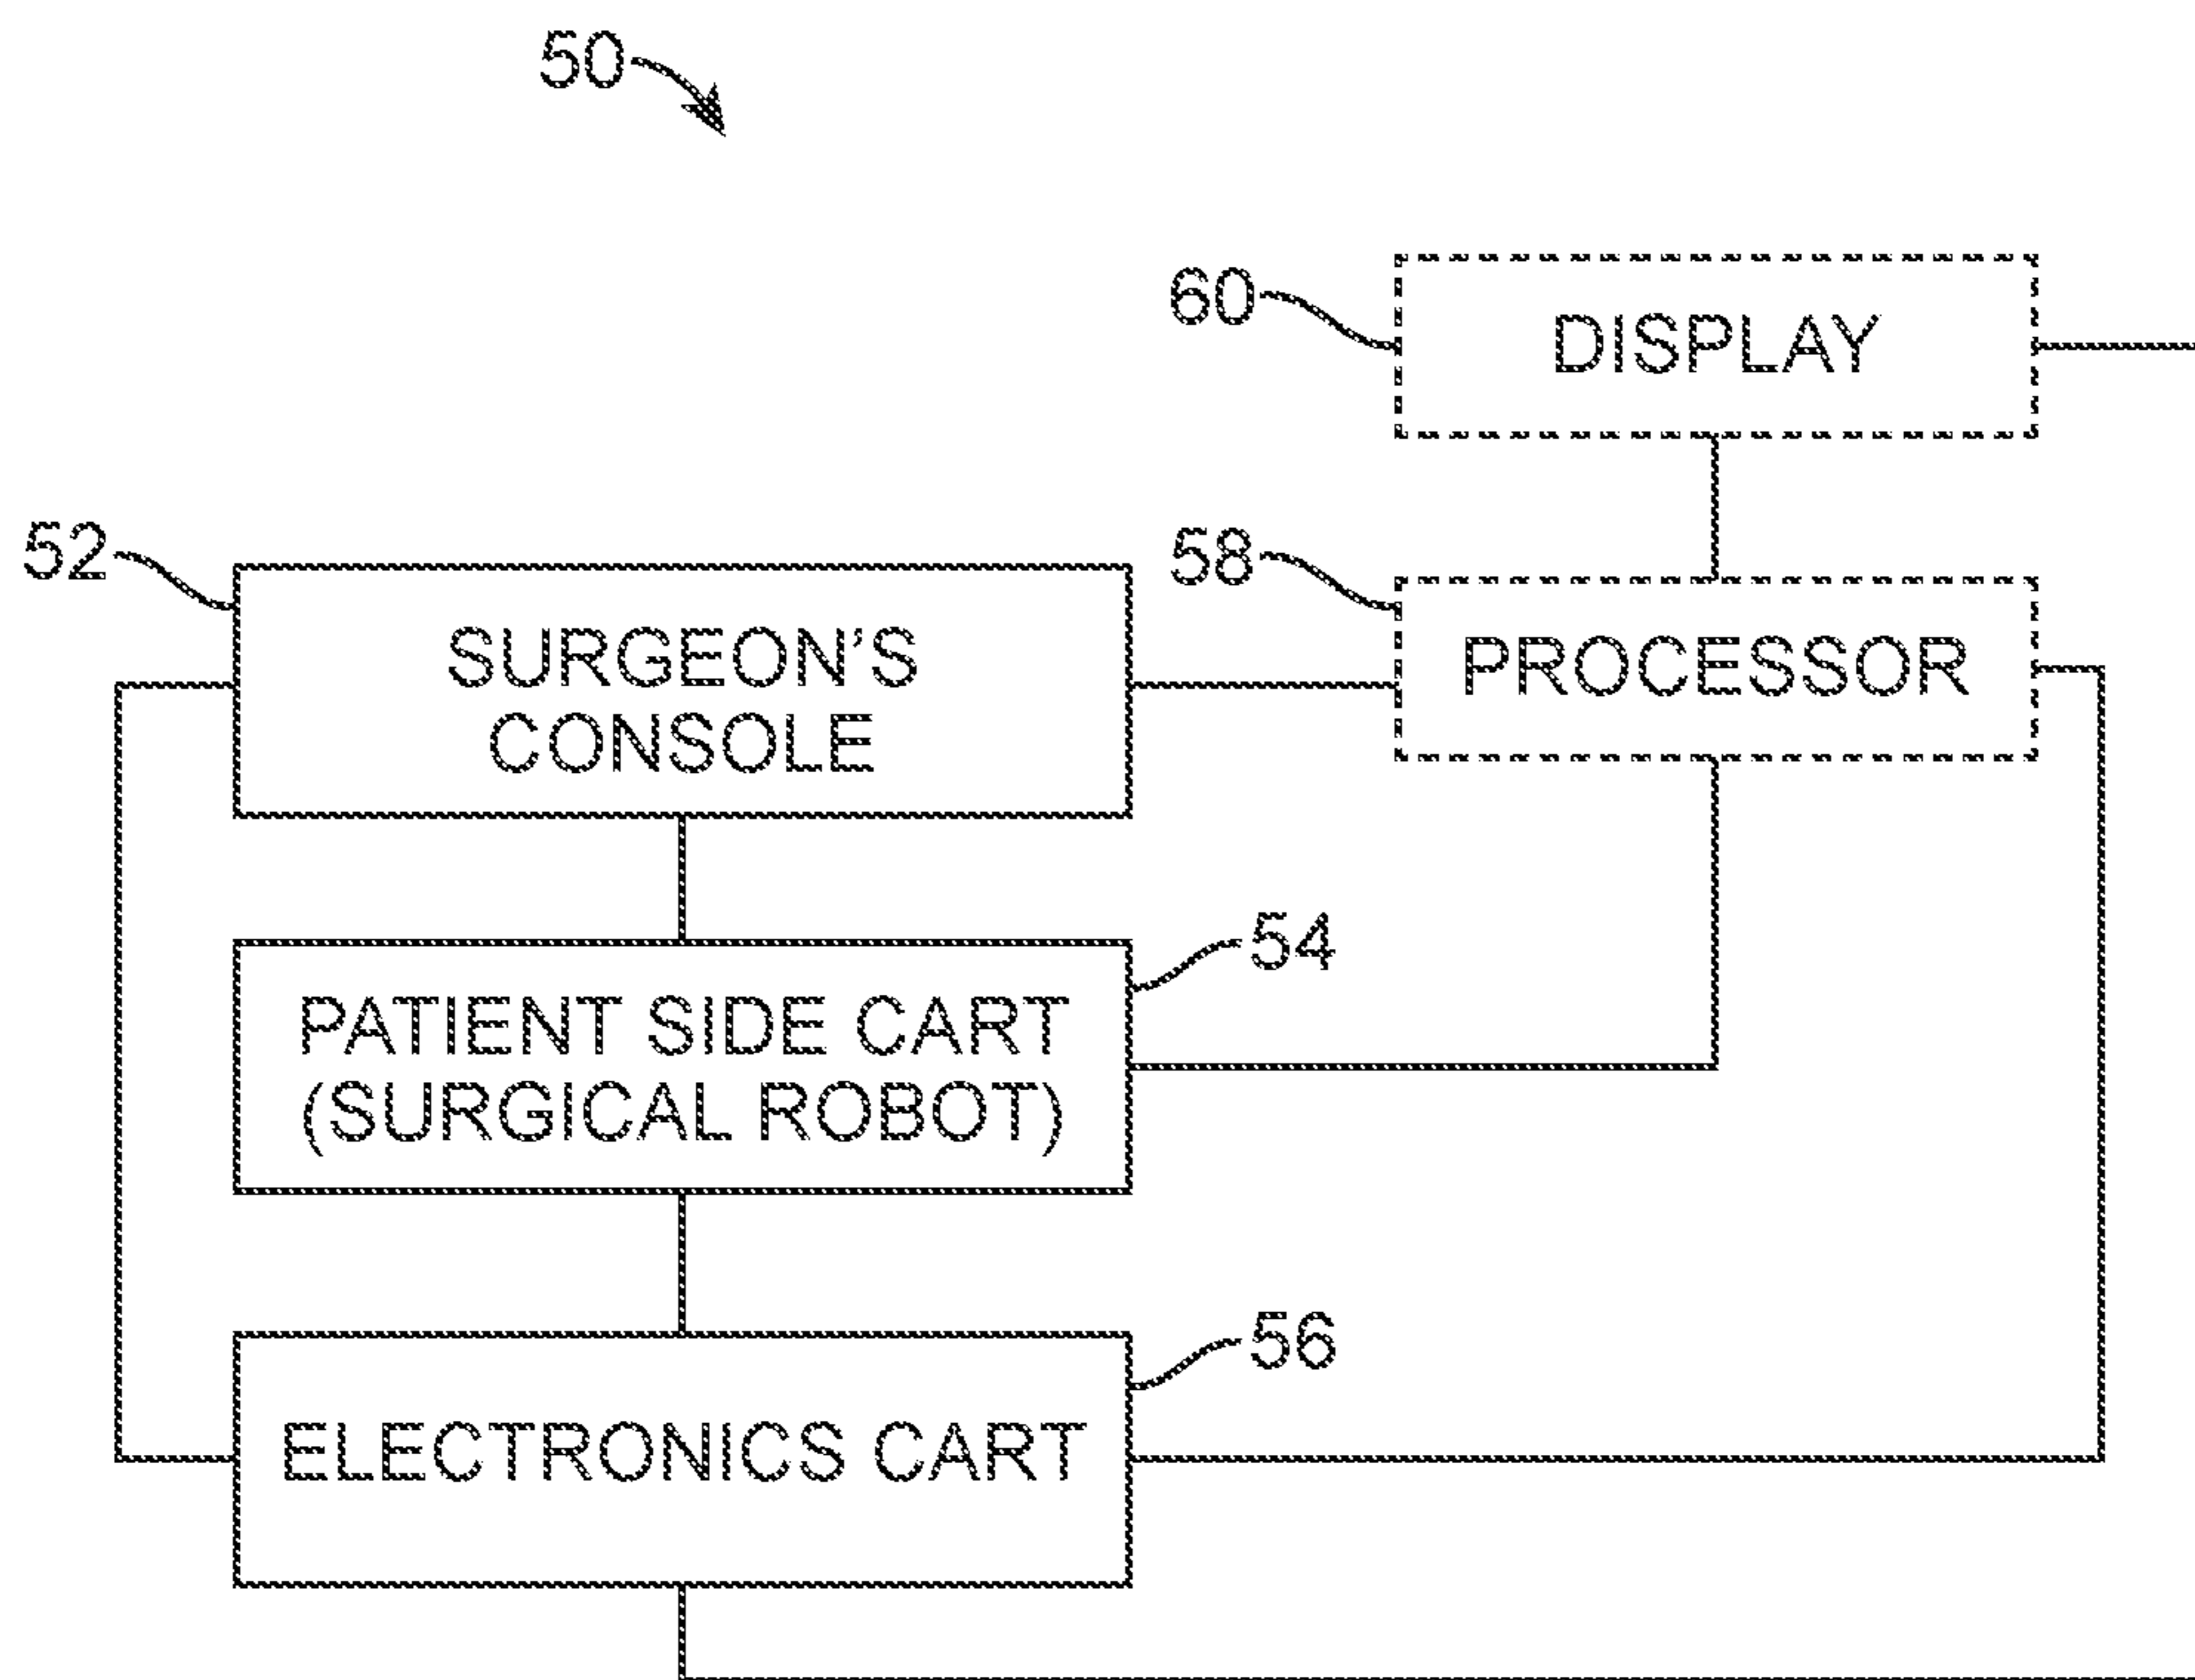 50
60
DISPLAY
52
58
SURGEON'S
CONSOLE
PROCESSOR
54
PATIENT SIDE CART
(SURGICAL ROBOT)
56
ELECTRONICS CART